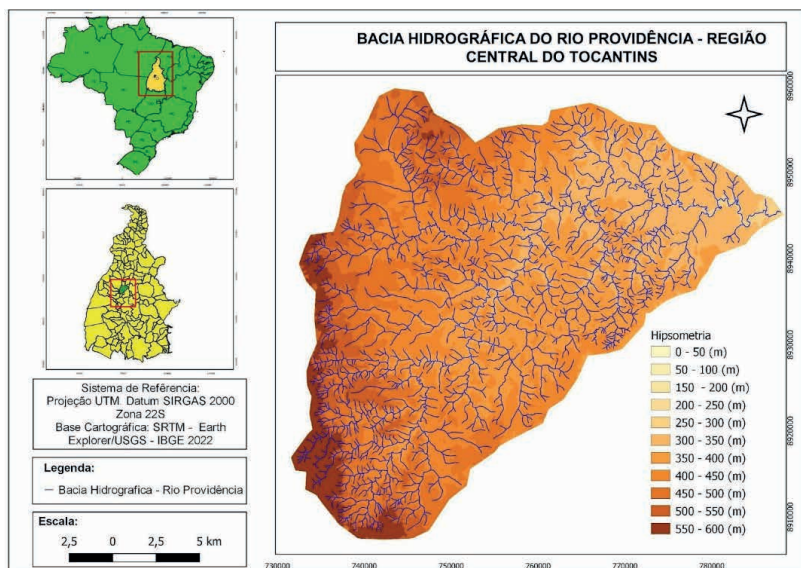 BACIA HIDROGRÁFICA DO RIO PROVIDÊNCIA - REGIÃO
CENTRAL DO TOCANTINS
Sistema de Refêrencia:
Projeção UTM. Datum SIRGAS 2000
Zona 22S
Base Cartográfica: SRTM - Earth
Explorer/USGS - IBGE 2022
Legenda:
Bacia Hidrografica - Rio Providência
Escala:
2,5 0 2,5 5 km
Hipsometria
0 - 50 (m)
50 - 100 (m)
150 - 200 (m)
200 - 250 (m)
250 - 300 (m)
300 - 350 (m)
350 - 400 (m)
400 - 450 (m)
450 - 500 (m)
500 - 550 (m)
550 - 600 (m)
8960000
8950000
8940000
8930000
8920000
8910000
730000 740000 750000 760000 770000 780000